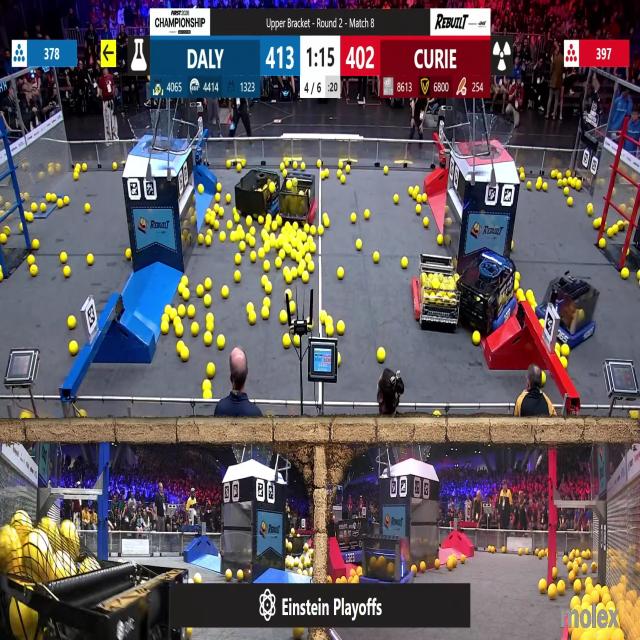 FIRST 2026
CHAMPIONSHIP
Upper Bracket - Round 2 - Match 8
REBUILT
378
DALY
413
1:15
402
CURIE
397
4065
4414
1323
4 / 6
:20
8613
6800
254
REBUILT
REBUILT
Einstein Playoffs
molex